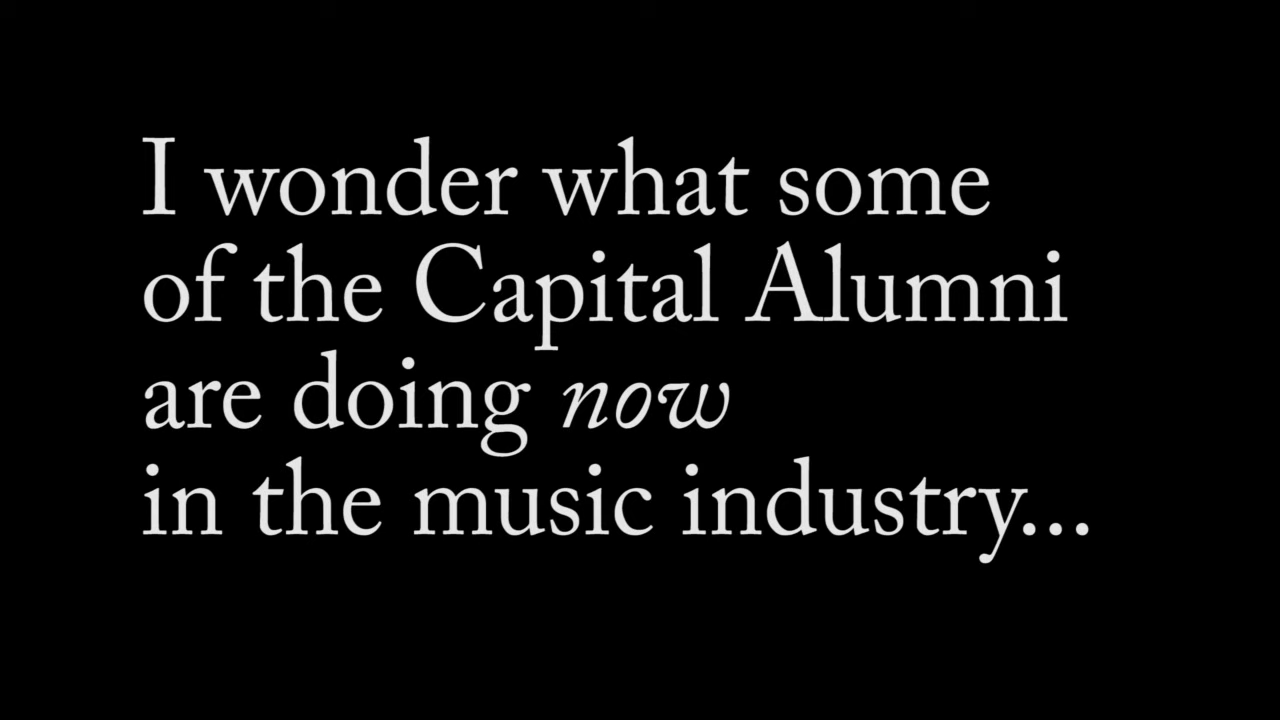 I wonder what some
of the Capital Alumni
are doing now
in the music industry...